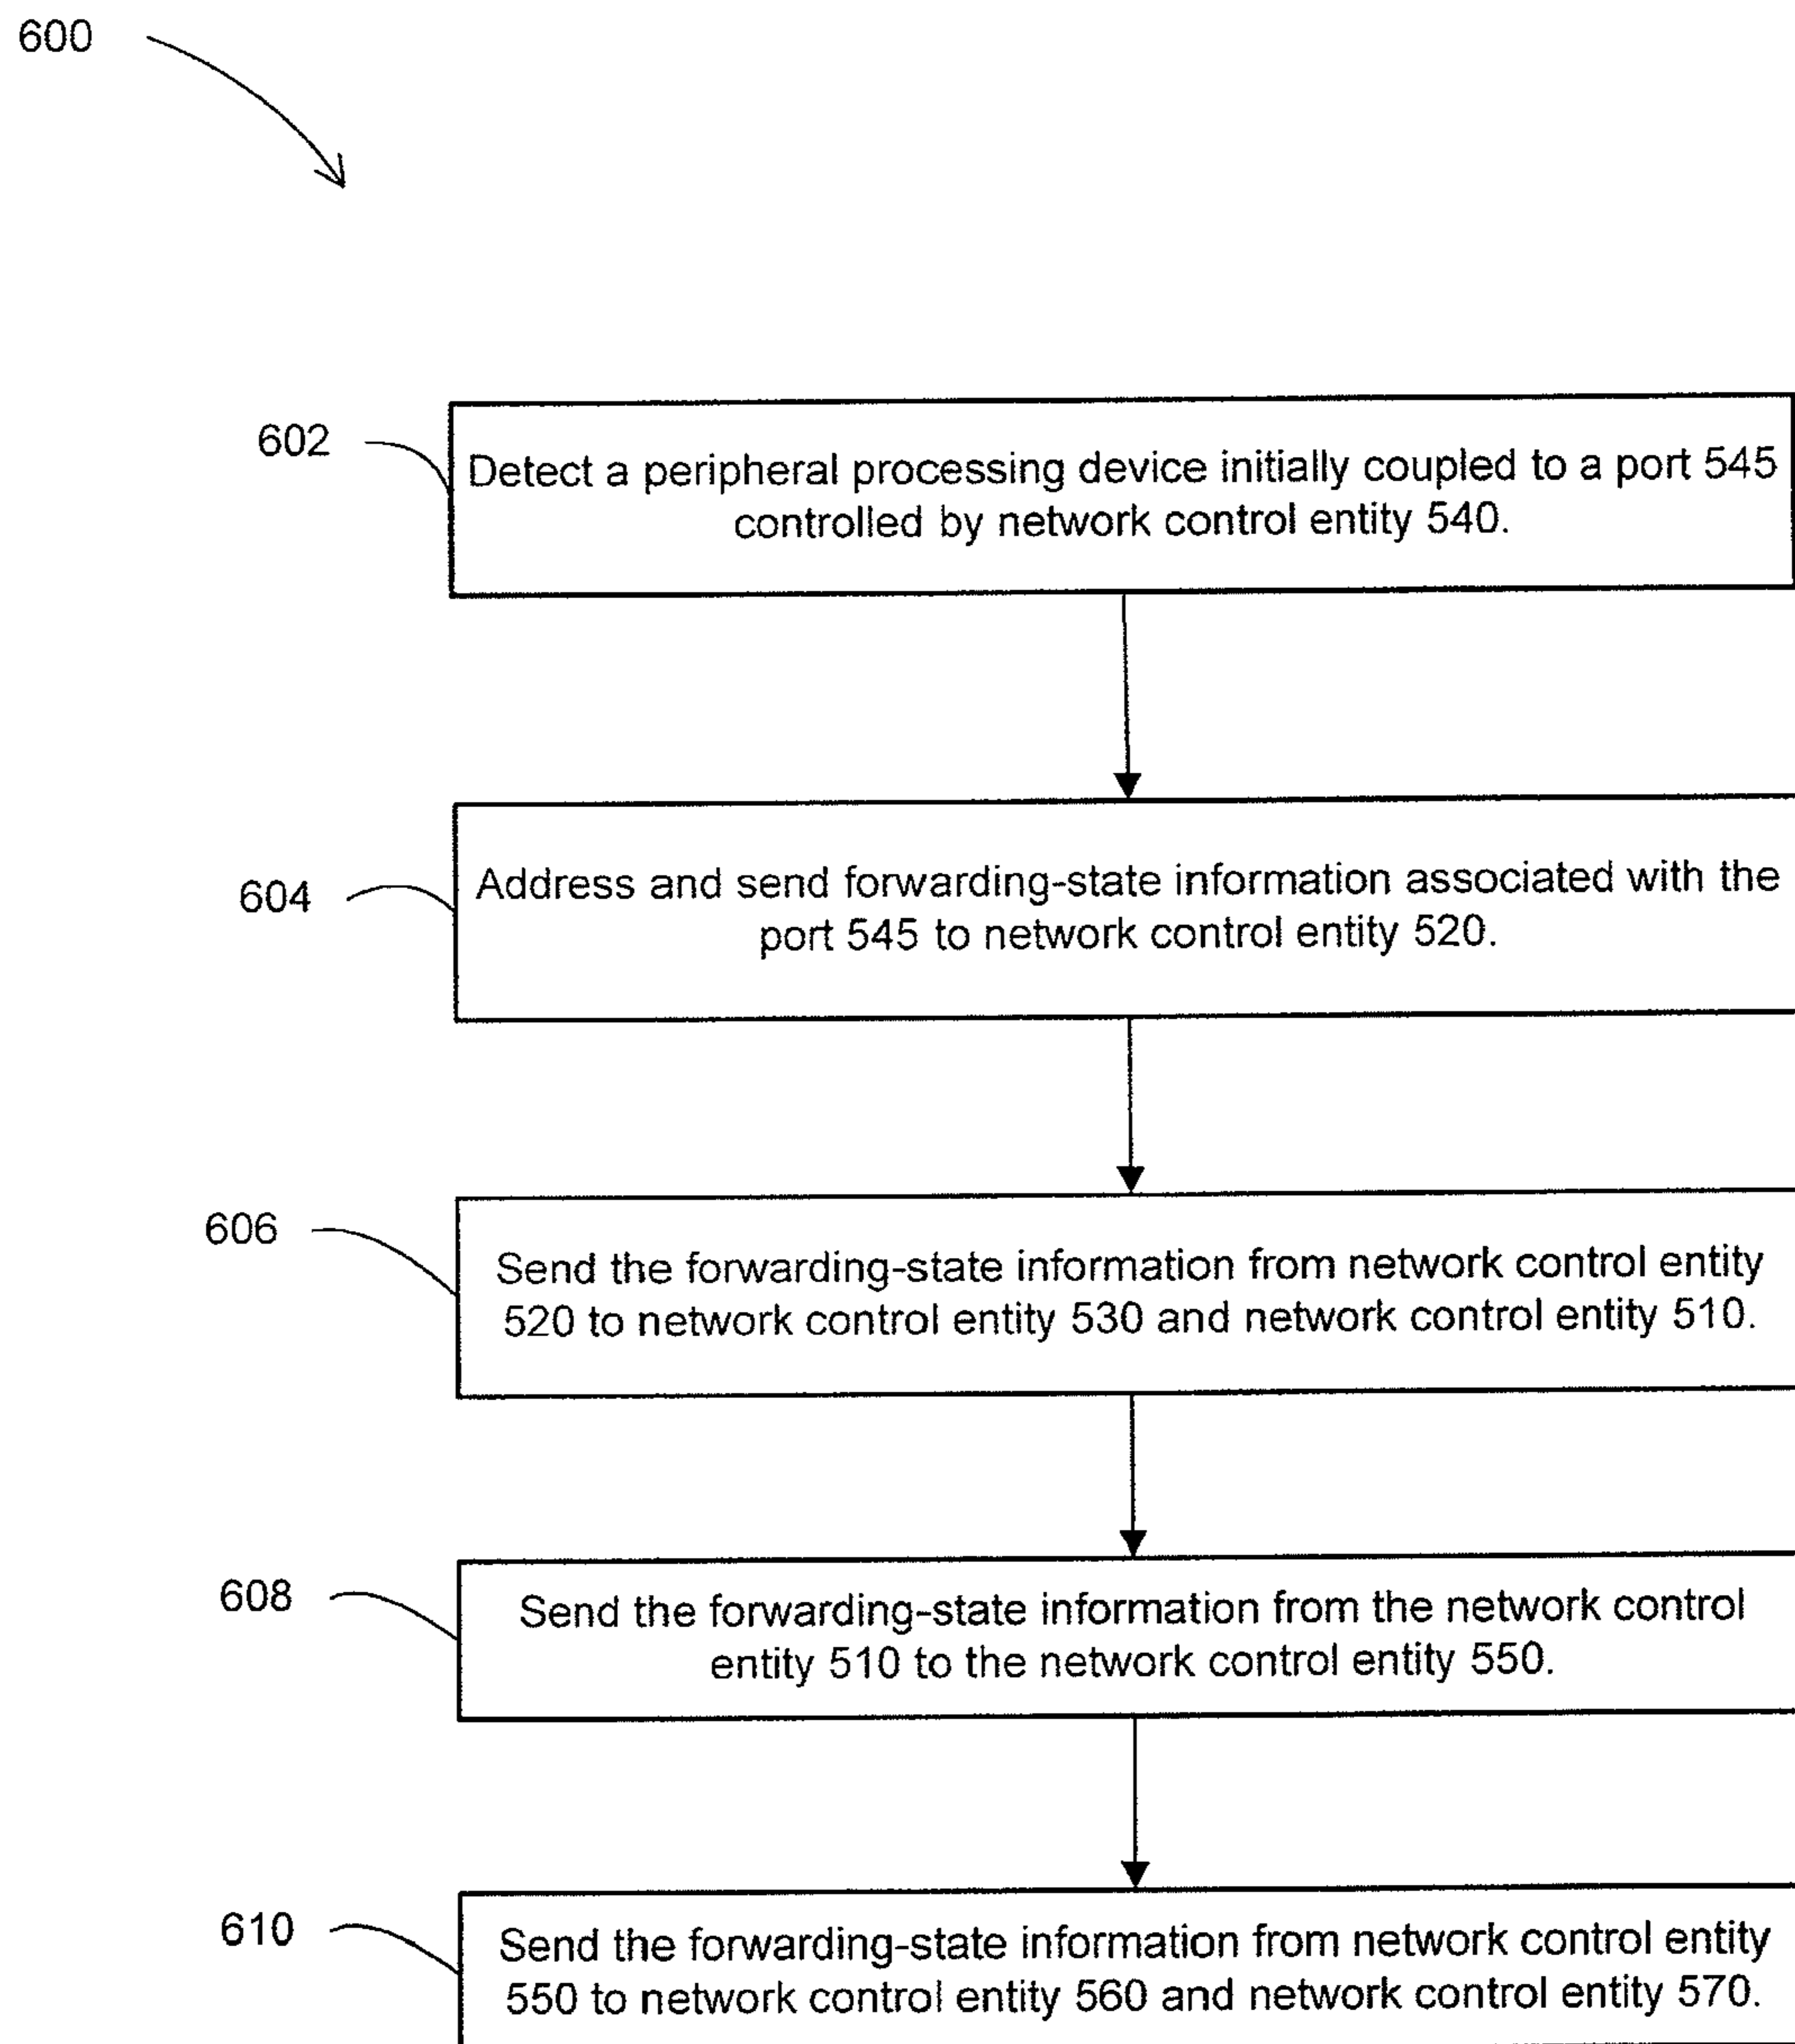 600
602
Detect a peripheral processing device initially coupled to a port 545
controlled by network control entity 540.
604
Address and send forwarding-state information associated with the
port 545 to network control entity 520.
606
Send the forwarding-state information from network control entity
520 to network control entity 530 and network control entity 510.
608
Send the forwarding-state information from the network control
entity 510 to the network control entity 550.
610
Send the forwarding-state information from network control entity
550 to network control entity 560 and network control entity 570.